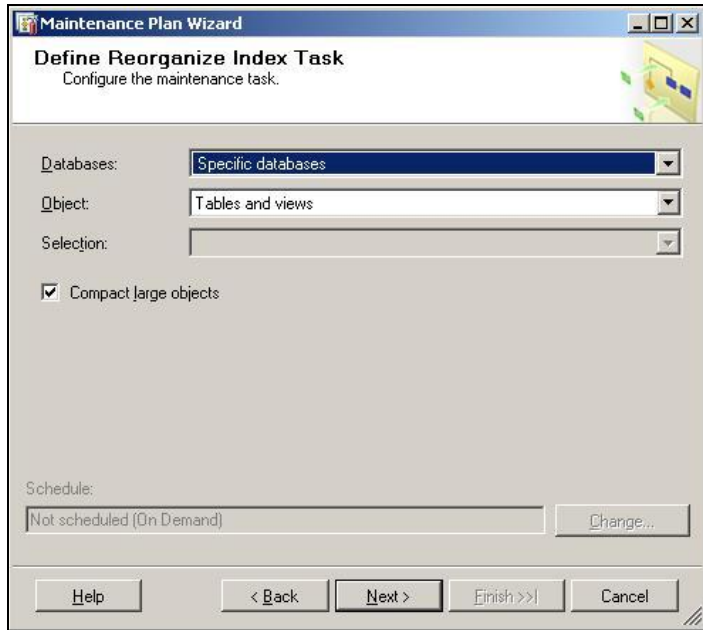 Maintenance Plan Wizard
Define Reorganize Index Task
Configure the maintenance task.
Databases: Specific databases
Object: Tables and views
Selection:
Compact large objects
Schedule:
Not scheduled (On Demand) Change...
Help < Back Next > Finish >>| Cancel